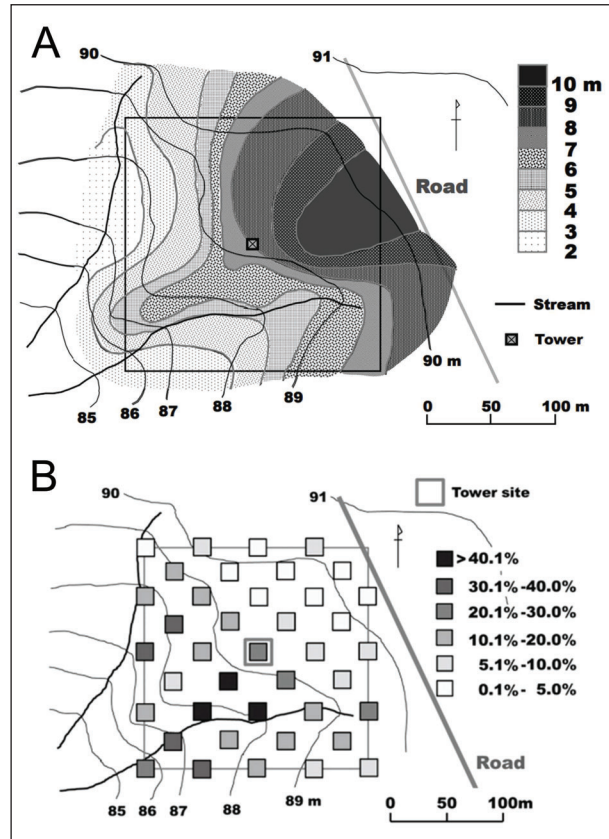 A
90
91
10 m
9
8
7
6
5
4
3
2
Road
Stream
Tower
90 m
85
86
87
88
89
0 50 100 m
B
90
91
Tower site
>40.1%
30.1%-40.0%
20.1%-30.0%
10.1%-20.0%
5.1%-10.0%
0.1%- 5.0%
Road
85
86
87
88
89 m
0 50 100m